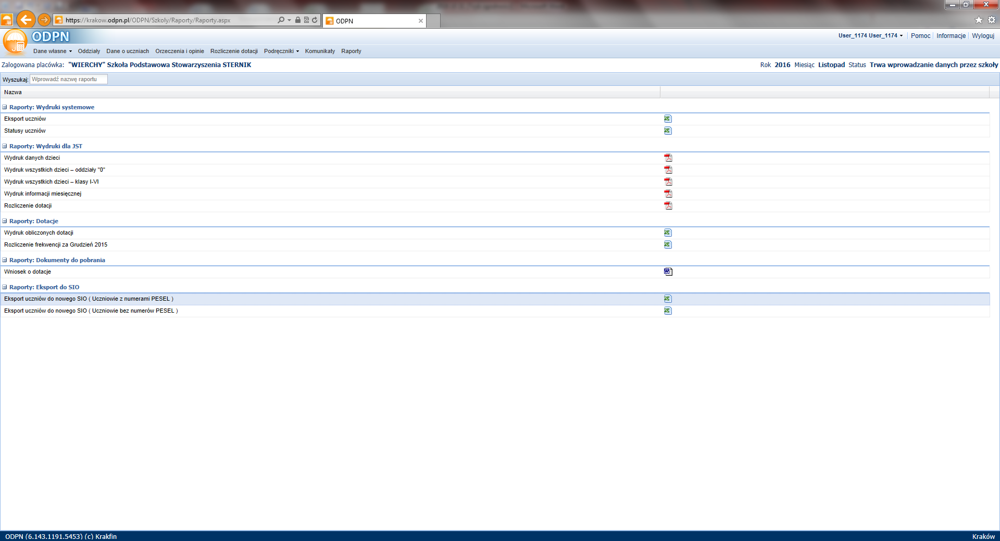 https://krakow.odpn.pl/ODPN/Szkoly/Raporty/Raporty.aspx
ODPN
ODPN
User_1174 User_1174
Pomoc
Informacje
Wyloguj
Dane własne
Oddziały
Dane o uczniach
Orzeczenia i opinie
Rozliczenie dotacji
Podręczniki
Komunikaty
Raporty
Zalogowana placówka: "WIERCHY" Szkoła Podstawowa Stowarzyszenia STERNIK
Rok 2016 Miesiąc Listopad Status Trwa wprowadzanie danych przez szkoły
Wyszukaj: Wprowadź nazwę raportu
Nazwa
Raporty: Wydruki systemowe
Eksport uczniów
Statusy uczniów
Raporty: Wydruki dla JST
Wydruk danych dzieci
Wydruk wszystkich dzieci – oddziały "0"
Wydruk wszystkich dzieci – klasy I-VI
Wydruk informacji miesięcznej
Rozliczenie dotacji
Raporty: Dotacje
Wydruk obliczonych dotacji
Rozliczenie frekwencji za Grudzień 2015
Raporty: Dokumenty do pobrania
Wniosek o dotacje
Raporty: Eksport do SIO
Eksport uczniów do nowego SIO ( Uczniowie z numerami PESEL )
Eksport uczniów do nowego SIO ( Uczniowie bez numerów PESEL )
ODPN (6.143.1191.5453) (c) Krakfin
Kraków